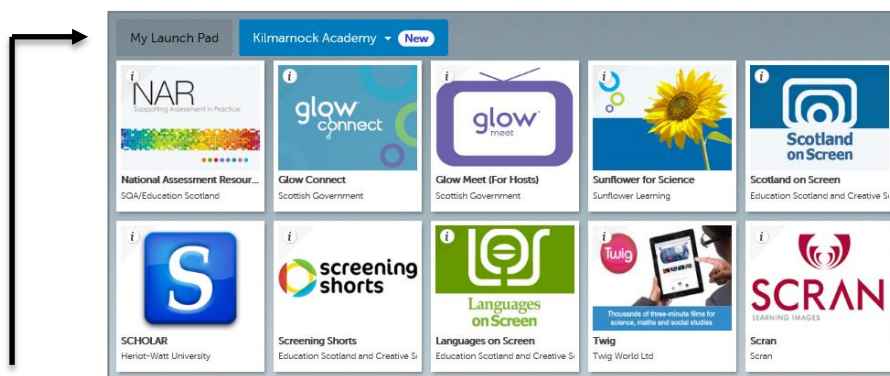 My Launch Pad
Kilmarnock Academy New
i
NAR
Supporting Assessment in Practice
National Assessment Resour...
SQA/Education Scotland
i
glow
connect
Glow Connect
Scottish Government
i
glow
meet
Glow Meet (For Hosts)
Scottish Government
i
Sunflower for Science
Sunflower Learning
i
Scotland
on Screen
Scotland on Screen
Education Scotland and Creative S
i
S
SCHOLAR
Heriot-Watt University
i
screening
shorts
Screening Shorts
Education Scotland and Creative S
i
LOS
Languages
on Screen
Languages on Screen
Education Scotland and Creative S
i
Twig
Thousands of three-minute films for
science, maths and social studies
Twig
Twig World Ltd
i
SCRAN
LEARNING IMAGES
Scran
Scran